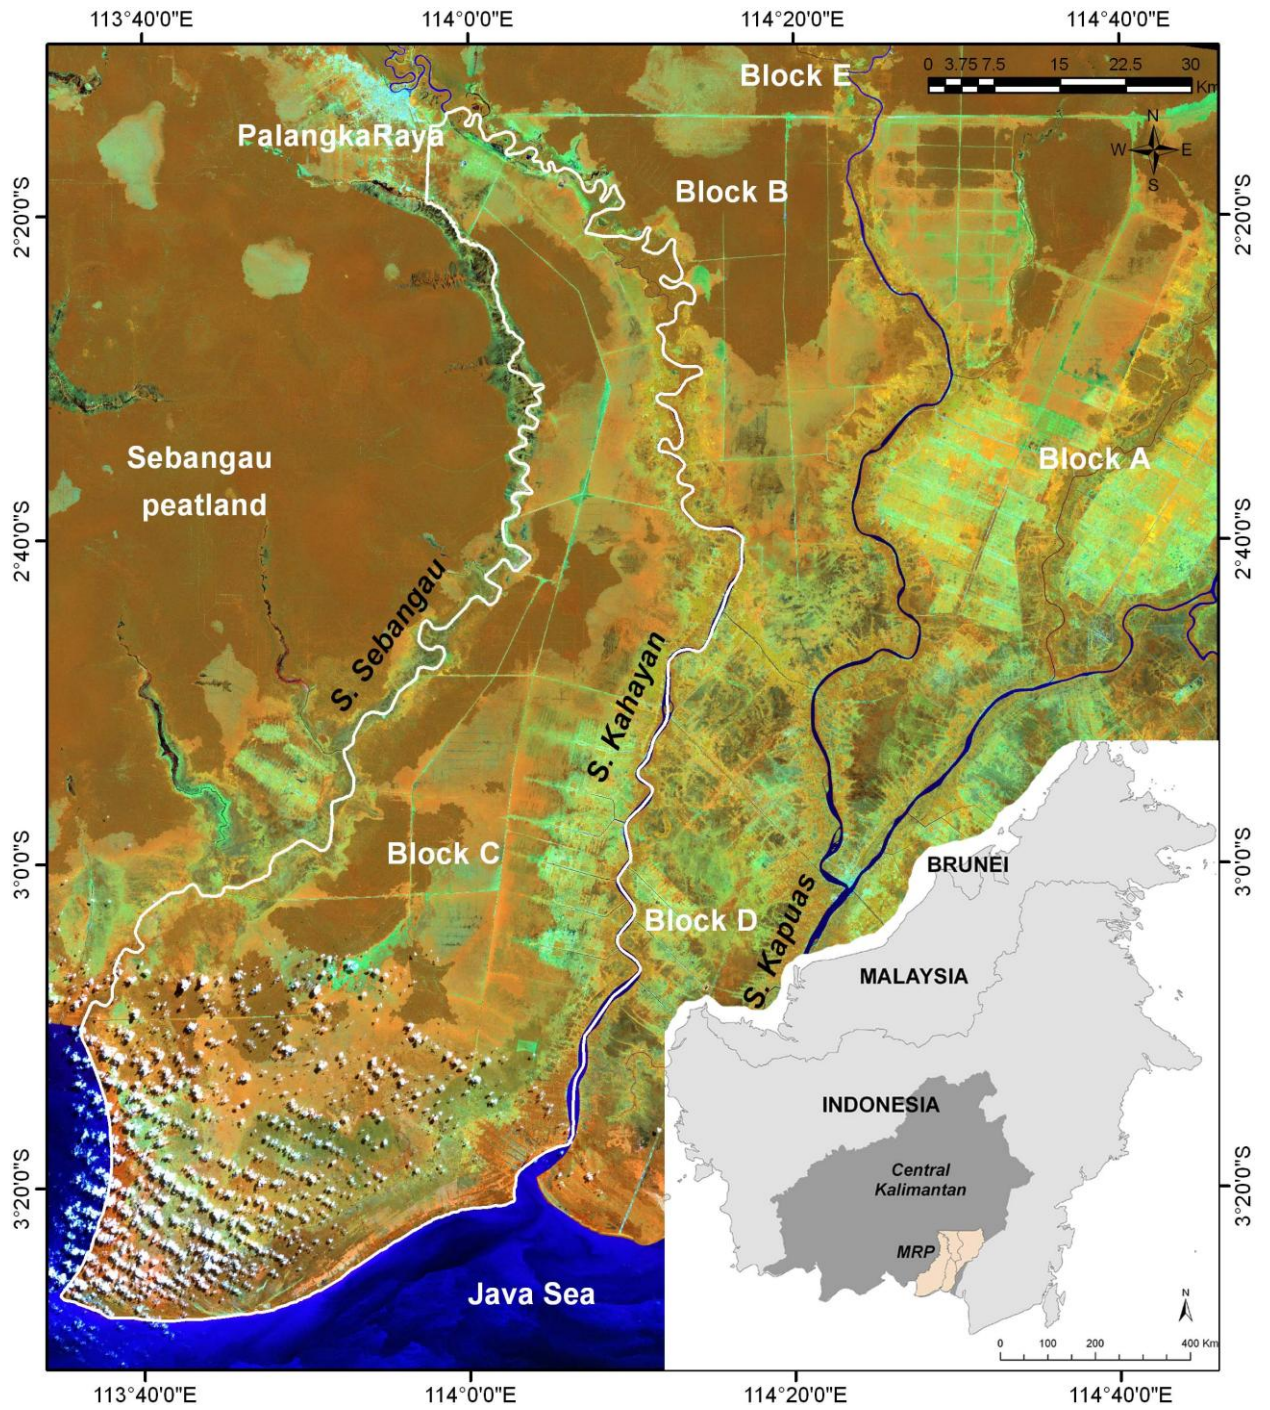 113°40'0"E
114°0'0"E
114°20'0"E
114°40'0"E
Block E
0 3.75 7.5 15 22.5 30
Km
PalangkaRaya
N
W E
S
Block B
2°20'0"S
2°20'0"S
Sebangau
peatland
Block A
2°40'0"S
2°40'0"S
S. Sebangau
S. Kahayan
Block C
3°0'0"S
3°0'0"S
BRUNEI
Block D
S. Kapuas
MALAYSIA
INDONESIA
Central
Kalimantan
3°20'0"S
3°20'0"S
MRP
Java Sea
N
0 100 200 400 Km
113°40'0"E
114°0'0"E
114°20'0"E
114°40'0"E